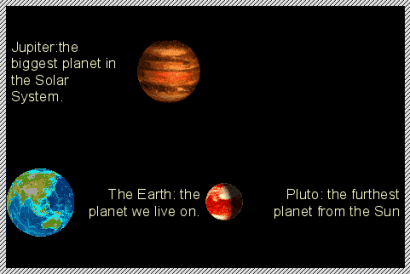 Jupiter:the
biggest planet in
the Solar
System.
The Earth: the
planet we live on.
Pluto: the furthest
planet from the Sun